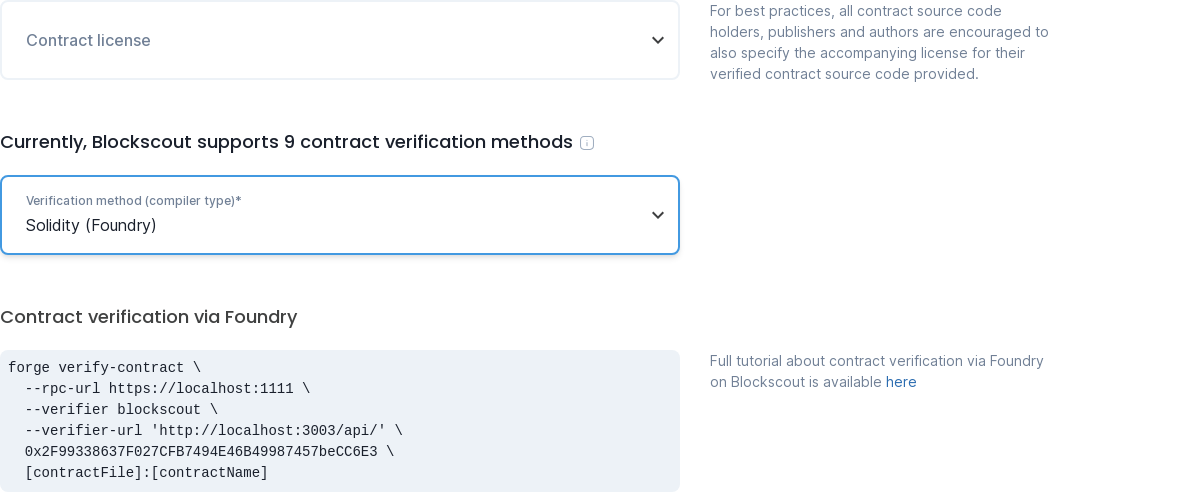 Contract license
For best practices, all contract source code
holders, publishers and authors are encouraged to
also specify the accompanying license for their
verified contract source code provided.
Currently, Blockscout supports 9 contract verification methods
Verification method (compiler type)*
Solidity (Foundry)
Contract verification via Foundry
forge verify-contract \
  --rpc-url https://localhost:1111 \
  --verifier blockscout \
  --verifier-url 'http://localhost:3003/api/' \
  0x2F99338637F027CFB7494E46B49987457beCC6E3 \
  [contractFile]:[contractName]
Full tutorial about contract verification via Foundry
on Blockscout is available here